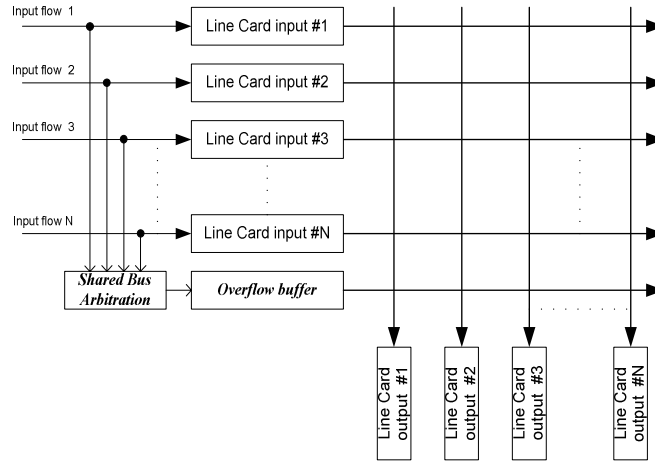 Input flow 1
Line Card input #1
Input flow 2
Line Card input #2
Input flow 3
Line Card input #3
Input flow N
Line Card input #N
Shared Bus
Arbitration
Overflow buffer
Line Card
output #1
Line Card
output #2
Line Card
output #3
Line Card
output #N